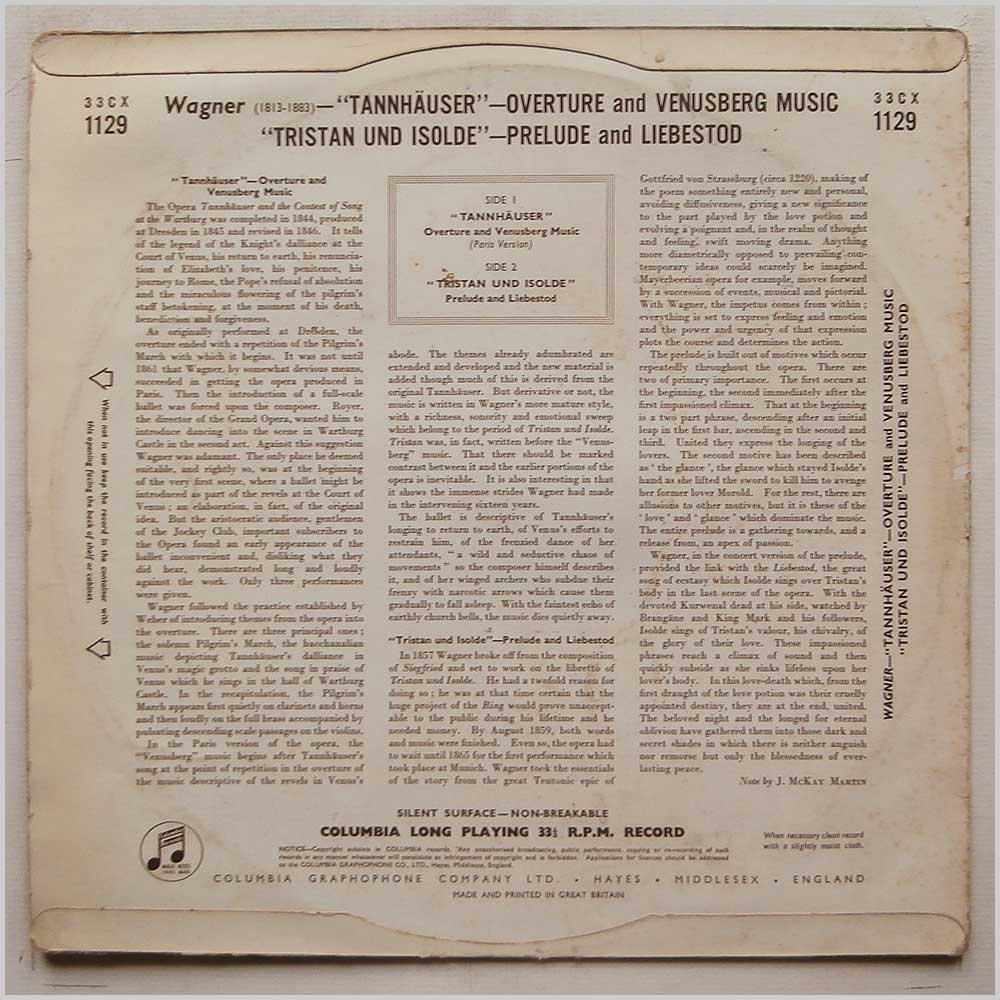 33CX
1129
Wagner (1813-1883)—"TANNHÄUSER"—OVERTURE and VENUSBERG MUSIC
"TRISTAN UND ISOLDE"—PRELUDE and LIEBESTOD
33CX
1129
"Tannhäuser"—Overture and
Venusberg Music
The Opera Tannhäuser and the Contest of Song
at the Wartburg was completed in 1844, produced
at Dresden in 1845 and revised in 1846. It tells
of the legend of the Knight's dalliance at the
Court of Venus, his return to earth, his renuncia-
tion of Elizabeth's love, his penitence, his
journey to Rome, the Pope's refusal of absolution
and the miraculous flowering of the pilgrim's
staff betokening, at the moment of his death,
benediction and forgiveness.
As originally performed at Dresden, the
overture ended with a repetition of the Pilgrim's
March with which it begins. It was not until
1861 that Wagner, by somewhat devious means,
succeeded in getting the opera produced in
Paris. Then the introduction of a full-scale
ballet was forced upon the composer. Royer,
the director of the Grand Opera, wanted him to
introduce dancing into the scene in Wartburg
Castle in the second act. Against this suggestion
Wagner was adamant. The only place he deemed
suitable, and rightly so, was at the beginning
of the very first scene, where a ballet might be
introduced as part of the revels at the Court of
Venus; an elaboration, in fact, of the original
idea. But the aristocratic audience, gentlemen
of the Jockey Club, important subscribers to
the Opera found an early appearance of the
ballet inconvenient and, disliking what they
did hear, demonstrated long and loudly
against the work. Only three performances
were given.
Wagner followed the practice established by
Weber of introducing themes from the opera into
the overture. There are three principal ones;
the solemn Pilgrim's March, the bacchanalian
music depicting Tannhäuser's dalliance in
Venus's magic grotto and the song in praise of
Venus which he sings in the hall of Wartburg
Castle. In the recapitulation, the Pilgrim's
March appears first quietly on clarinets and horns
and then loudly on the full brass accompanied by
pulsating descending scale passages on the violins.
In the Paris version of the opera, the
"Venusberg" music begins after Tannhäuser's
song at the point of repetition in the overture of
the music descriptive of the revels in Venus's
SIDE 1
"TANNHÄUSER"
Overture and Venusberg Music
(Paris Version)
SIDE 2
"TRISTAN UND ISOLDE"
Prelude and Liebestod
abode. The themes already adumbrated are
extended and developed and the new material is
added though much of this is derived from the
original Tannhäuser. But derivative or not, the
music is written in Wagner's more mature style,
with a richness, sonority and emotional sweep
which belong to the period of Tristan und Isolde.
Tristan was, in fact, written before the "Venus-
berg" music. That there should be marked
contrast between it and the earlier portions of the
opera is inevitable. It is also interesting in that
it shows the immense strides Wagner had made
in the intervening sixteen years.
The ballet is descriptive of Tannhäuser's
longing to return to earth, of Venus's efforts to
restrain him, of the frenzied dance of her
attendants, "a wild and seductive chaos of
movements" so the composer himself describes
it, and of her winged archers who subdue their
frenzy with narcotic arrows which cause them
gradually to fall asleep. With the faintest echo of
earthly church bells, the music dies quietly away.
"Tristan und Isolde"—Prelude and Liebestod
In 1857 Wagner broke off from the composition
of Siegfried and set to work on the libretto of
Tristan und Isolde. He had a twofold reason for
doing so; he was at that time certain that the
huge project of the Ring would prove unaccept-
able to the public during his lifetime and he
needed money. By August 1859, both words
and music were finished. Even so, the opera had
to wait until 1865 for the first performance which
took place at Munich. Wagner took the essentials
of the story from the great Teutonic epic of
Gottfried von Strassburg (circa 1220), making of
the poem something entirely new and personal,
avoiding diffusiveness, giving a new significance
to the part played by the love potion and
evolving a poignant and, in the realm of thought
and feeling, swift moving drama. Anything
more diametrically opposed to prevailing con-
temporary ideas could scarcely be imagined.
Mayerbeerian opera for example, moves forward
by a succession of events, musical and pictorial.
With Wagner, the impetus comes from within;
everything is set to express feeling and emotion
and the power and urgency of that expression
plots the course and determines the action.
The prelude is built out of motives which occur
repeatedly throughout the opera. There are
two of primary importance. The first occurs at
the beginning, the second immediately after the
first impassioned climax. That at the beginning
is a two part phrase, descending after an initial
leap in the first bar, ascending in the second and
third. United they express the longing of the
lovers. The second motive has been described
as 'the glance', the glance which stayed Isolde's
hand as she lifted the sword to kill him to avenge
her former lover Morold. For the rest, there are
allusions to other motives, but it is these of the
'love' and 'glance' which dominate the music.
The entire prelude is a gathering towards, and a
release from, an apex of passion.
Wagner, in the concert version of the prelude,
provided the link with the Liebestod, the great
song of ecstasy which Isolde sings over Tristan's
body in the last scene of the opera. With the
devoted Kurwenal dead at his side, watched by
Brangäne and King Mark and his followers,
Isolde sings of Tristan's valour, his chivalry, of
the glory of their love. These impassioned
phrases reach a climax of sound and then
quickly subside as she sinks lifeless upon her
lover's body. In this love-death which, from the
first draught of the love potion was their cruelly
appointed destiny, they are at the end, united.
The beloved night and the longed for eternal
oblivion have gathered them into those dark and
secret shades in which there is neither anguish
nor remorse but only the blessedness of ever-
lasting peace.
Note by J. McKay Martin
When not in use keep the record in the container with
this opening facing the back of shelf or cabinet.
WAGNER—"TANNHÄUSER"—OVERTURE and VENUSBERG MUSIC
"TRISTAN UND ISOLDE"—PRELUDE and LIEBESTOD
SILENT SURFACE—NON-BREAKABLE
COLUMBIA LONG PLAYING 33⅓ R.P.M. RECORD
NOTICE—Copyright subsists in COLUMBIA records. Any unauthorised broadcasting, public performance, copying or re-recording of such
records in any manner whatsoever will constitute an infringement of copyright and is forbidden. Applications for licences should be addressed
to the COLUMBIA GRAPHOPHONE CO., LTD., Hayes, Middlesex, England.
COLUMBIA GRAPHOPHONE COMPANY LTD. • HAYES • MIDDLESEX • ENGLAND
MADE AND PRINTED IN GREAT BRITAIN
When necessary clean record
with a slightly moist cloth.
MAGIC NOTES
TRADE MARK